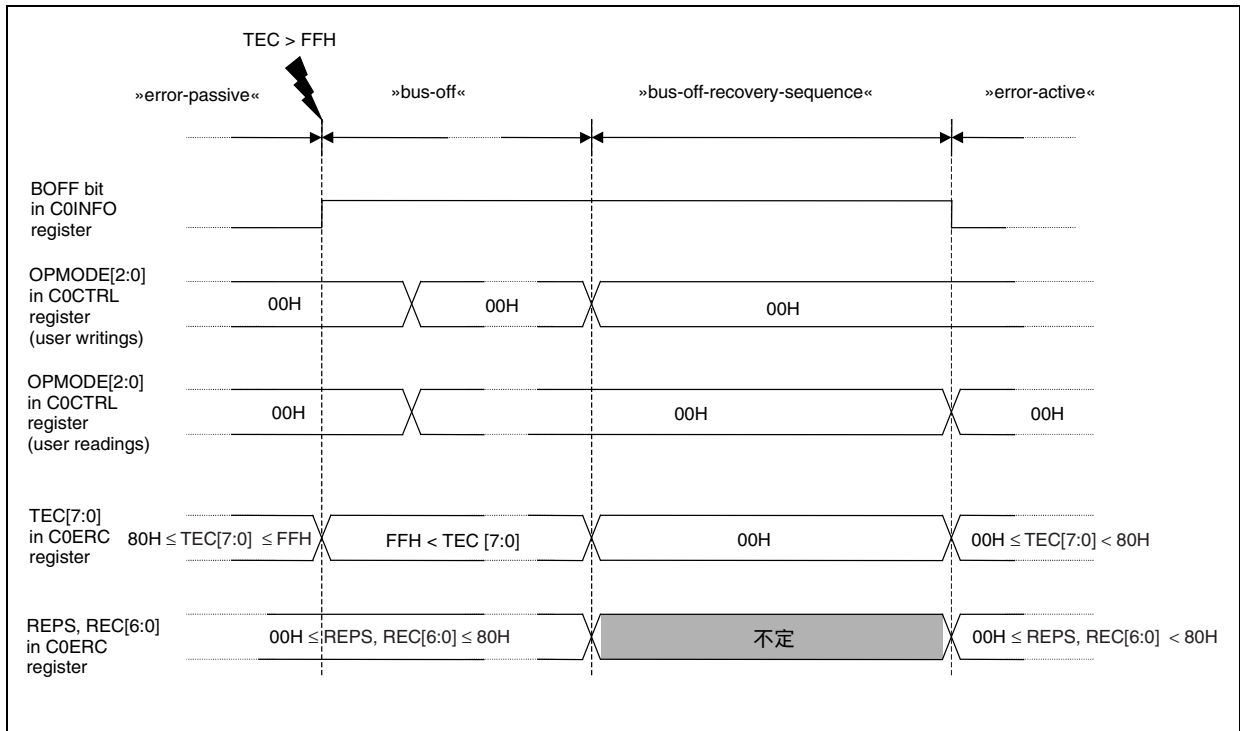 TEC > FFH
»error-passive«
»bus-off«
»bus-off-recovery-sequence«
»error-active«
BOFF bit
in C0INFO
register
OPMODE[2:0]
in C0CTRL
register
(user writings)
00H
00H
00H
OPMODE[2:0]
in C0CTRL
register
(user readings)
00H
00H
00H
TEC[7:0]
in C0ERC
register
80H ≤ TEC[7:0] ≤ FFH
FFH < TEC [7:0]
00H
00H ≤ TEC[7:0] < 80H
REPS, REC[6:0]
in C0ERC
register
00H ≤ REPS, REC[6:0] ≤ 80H
不定
00H ≤ REPS, REC[6:0] < 80H